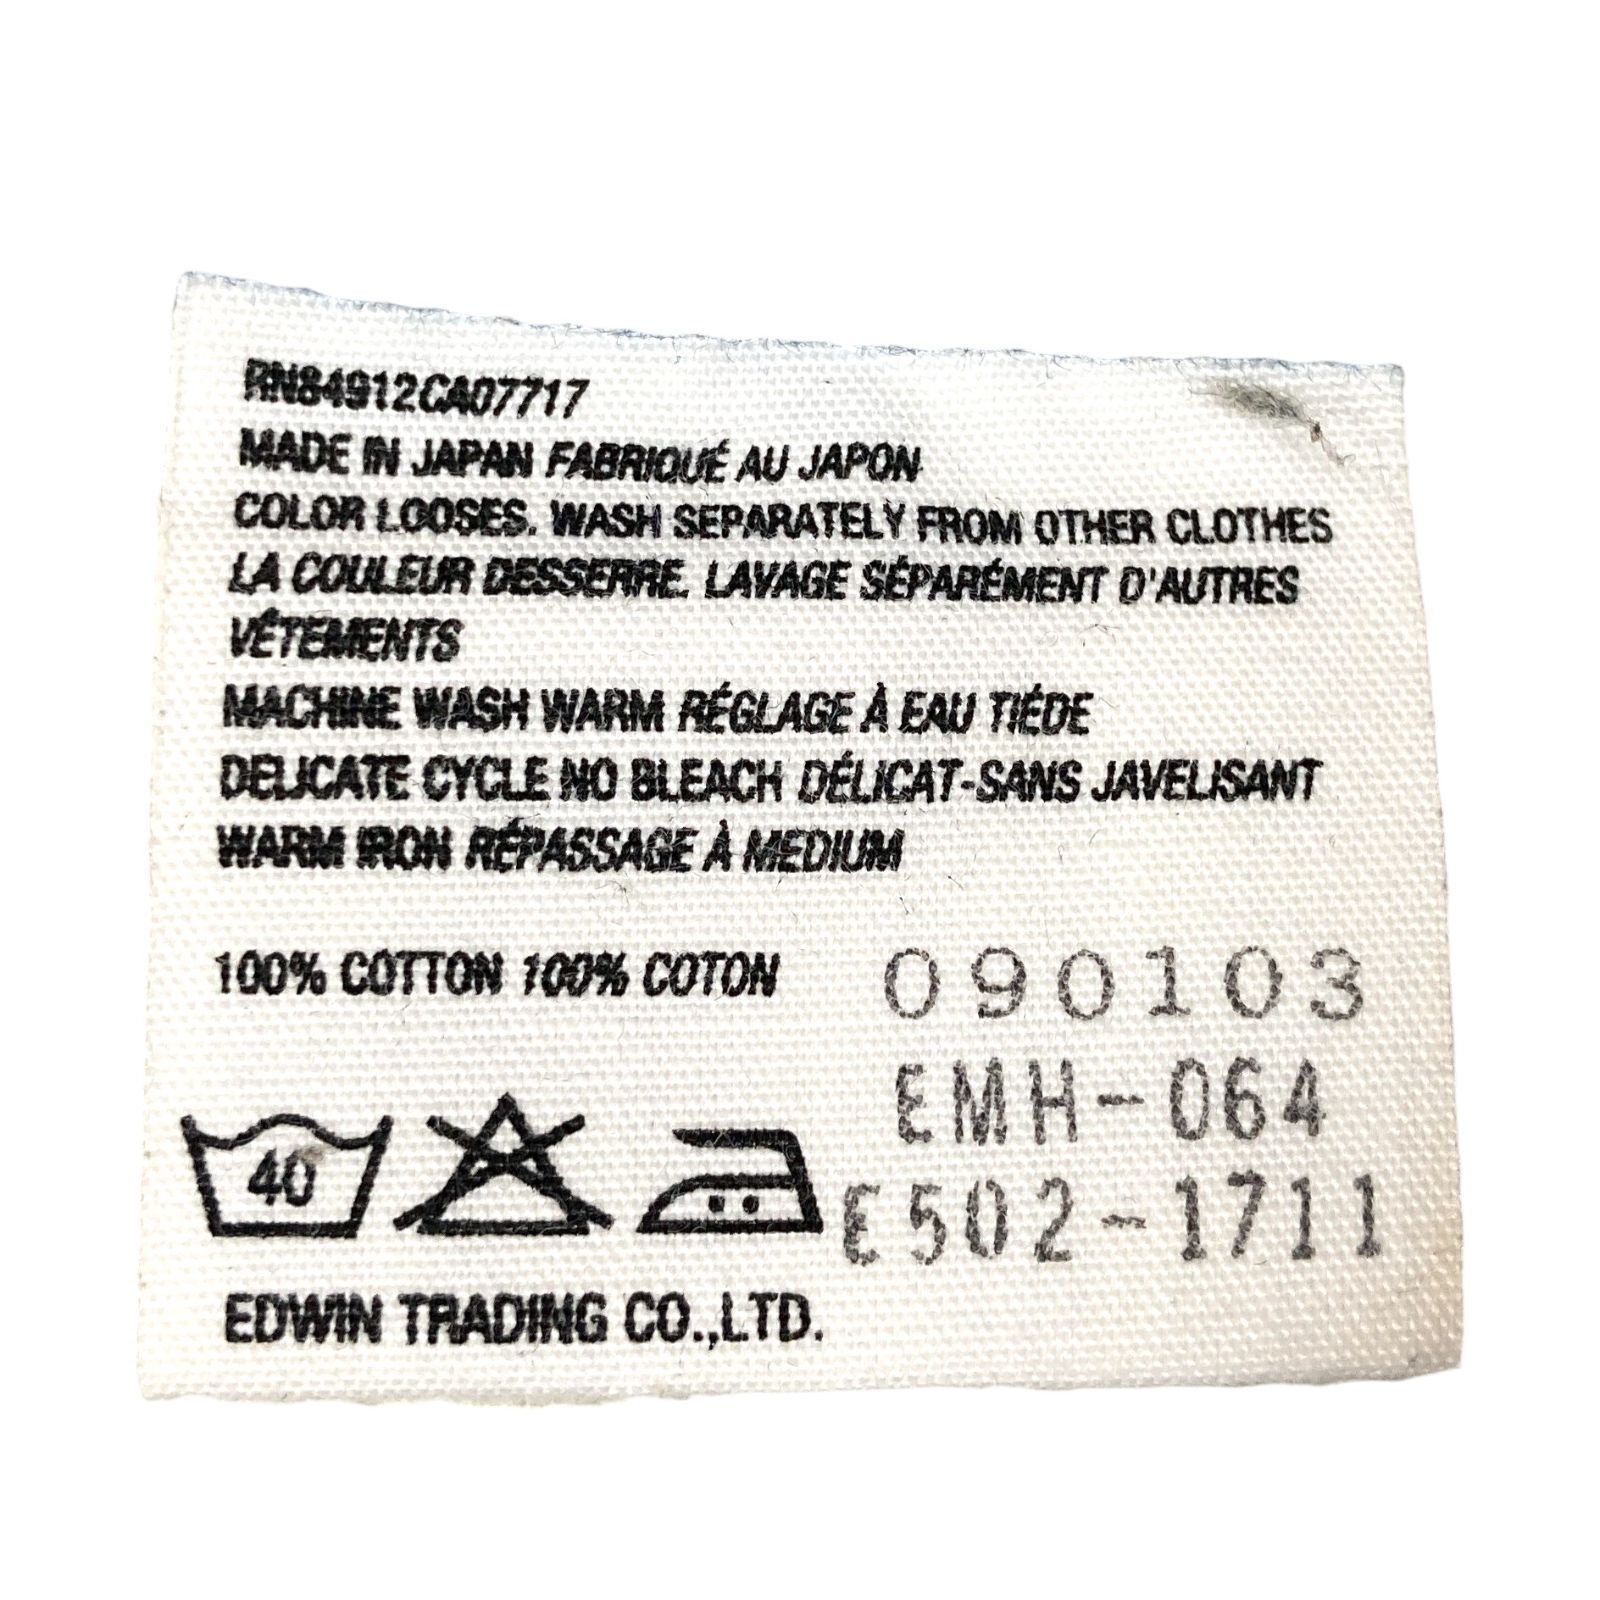 RN84912CA07717
MADE IN JAPAN FABRIQUÉ AU JAPON
COLOR LOOSES. WASH SEPARATELY FROM OTHER CLOTHES
LA COULEUR DESSERRE. LAVAGE SÉPARÉMENT D'AUTRES
VÊTEMENTS
MACHINE WASH WARM RÉGLAGE À EAU TIÉDE
DELICATE CYCLE NO BLEACH DÉLICAT-SANS JAVELISANT
WARM IRON RÉPASSAGE À MEDIUM
100% COTTON 100% COTON
090103
EMH-064
E502-1711
40
EDWIN TRADING CO.,LTD.